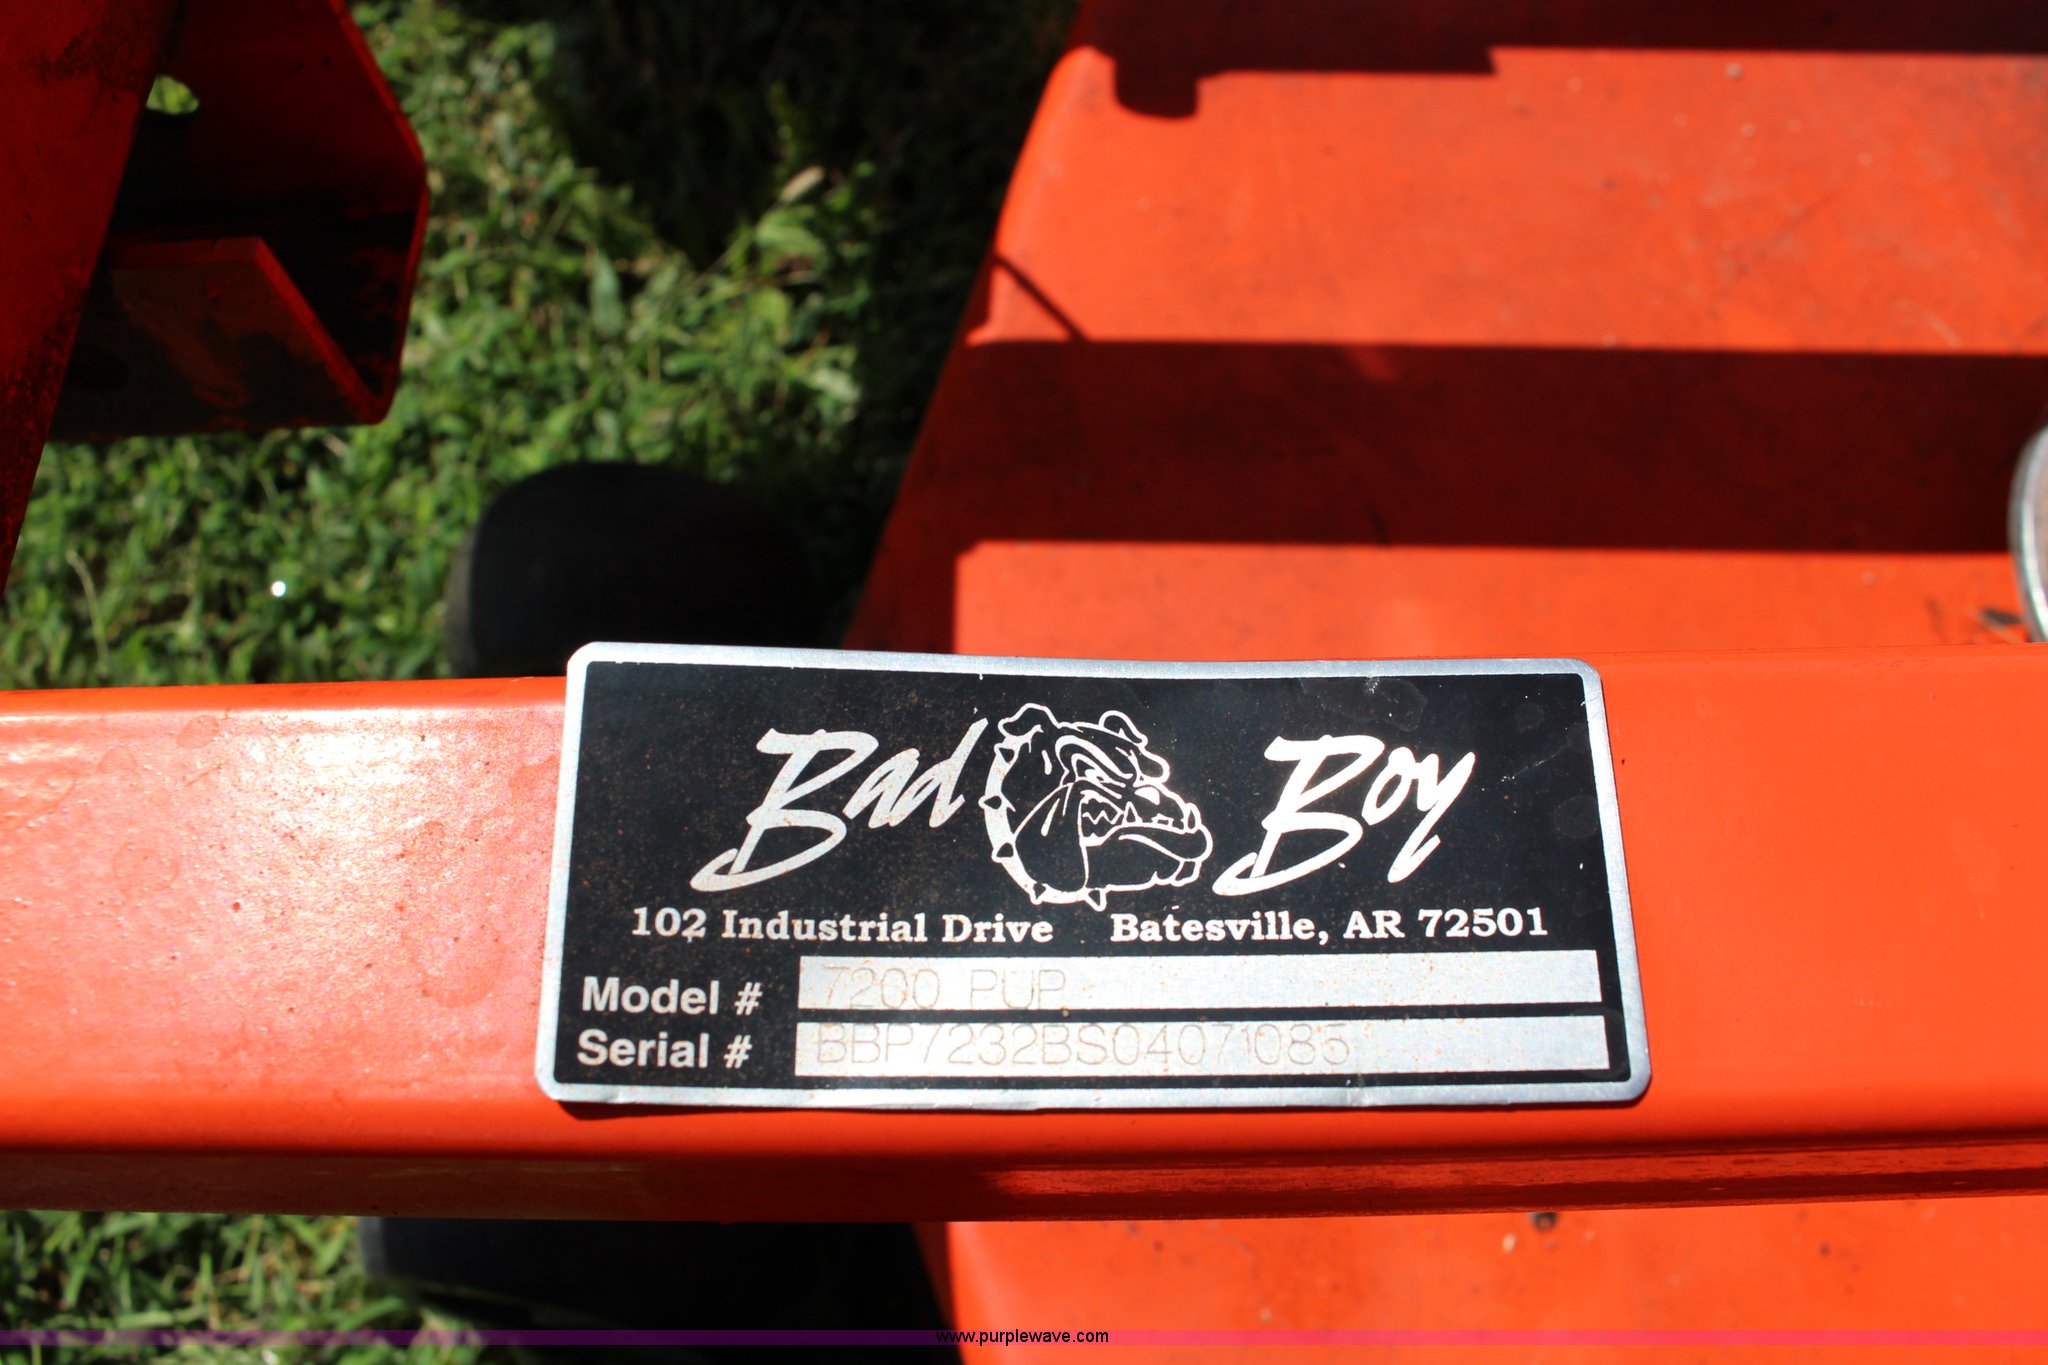 Bad Boy
102 Industrial Drive Batesville, AR 72501
Model # 7200 PUP
Serial # BBP7232BS04071085
www.purplewave.com